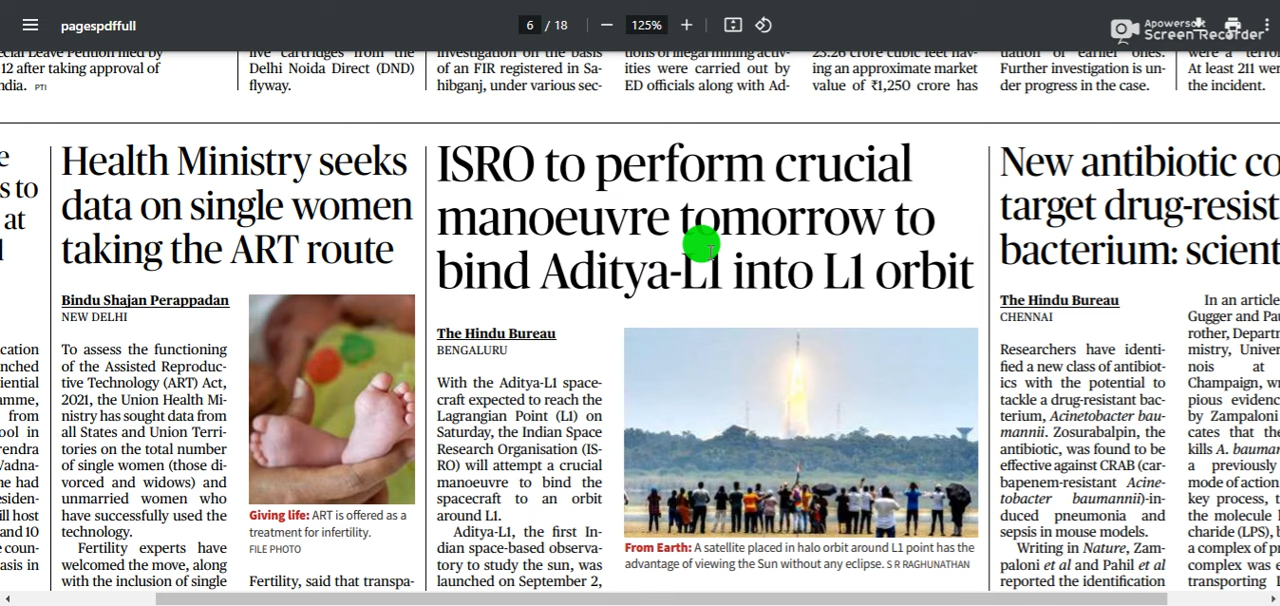 pagespdffull
6 / 18
125%
Apowersoft
Screen Recorder
12 after taking approval of
ndia. PTI
live cartridges from the
Delhi Noida Direct (DND)
flyway.
investigation on the basis
of an FIR registered in Sa-
hibganj, under various sec-
tions of illegal mining activ-
ities were carried out by
ED officials along with Ad-
23.26 crore cubic feet hav-
ing an approximate market
value of ₹1,250 crore has
uation of earlier ones.
Further investigation is un-
der progress in the case.
At least 211 wer
the incident.
e
s to
at
Health Ministry seeks
data on single women
taking the ART route
Bindu Shajan Perappadan
NEW DELHI
To assess the functioning
of the Assisted Reproduc-
tive Technology (ART) Act,
2021, the Union Health Mi-
nistry has sought data from
all States and Union Terri-
tories on the total number
of single women (those di-
vorced and widows) and
unmarried women who
have successfully used the
technology.
Fertility experts have
welcomed the move, along
with the inclusion of single
Giving life: ART is offered as a
treatment for infertility.
FILE PHOTO
Fertility, said that transpa-
ISRO to perform crucial
manoeuvre tomorrow to
bind Aditya-L1 into L1 orbit
The Hindu Bureau
BENGALURU
With the Aditya-L1 space-
craft expected to reach the
Lagrangian Point (L1) on
Saturday, the Indian Space
Research Organisation (IS-
RO) will attempt a crucial
manoeuvre to bind the
spacecraft to an orbit
around L1.
Aditya-L1, the first In-
dian space-based observa-
tory to study the sun, was
launched on September 2,
From Earth: A satellite placed in halo orbit around L1 point has the
advantage of viewing the Sun without any eclipse. S R RAGHUNATHAN
New antibiotic co
target drug-resist
bacterium: scient
The Hindu Bureau
CHENNAI
Researchers have identi-
fied a new class of antibiot-
ics with the potential to
tackle a drug-resistant bac-
terium, Acinetobacter bau-
mannii. Zosurabalpin, the
antibiotic, was found to be
effective against CRAB (car-
bapenem-resistant Acine-
tobacter baumannii)-in-
duced pneumonia and
sepsis in mouse models.
Writing in Nature, Zam-
paloni et al and Pahil et al
reported the identification
In an article
Gugger and Pau
rother, Departm
mistry, Univer
nois at
Champaign, wr
pious evidenc
by Zampaloni
cates that the
kills A. bauman
a previously
mode of action.
key process, t
the molecule l
charide (LPS), b
a complex of pr
complex was e
transporting L